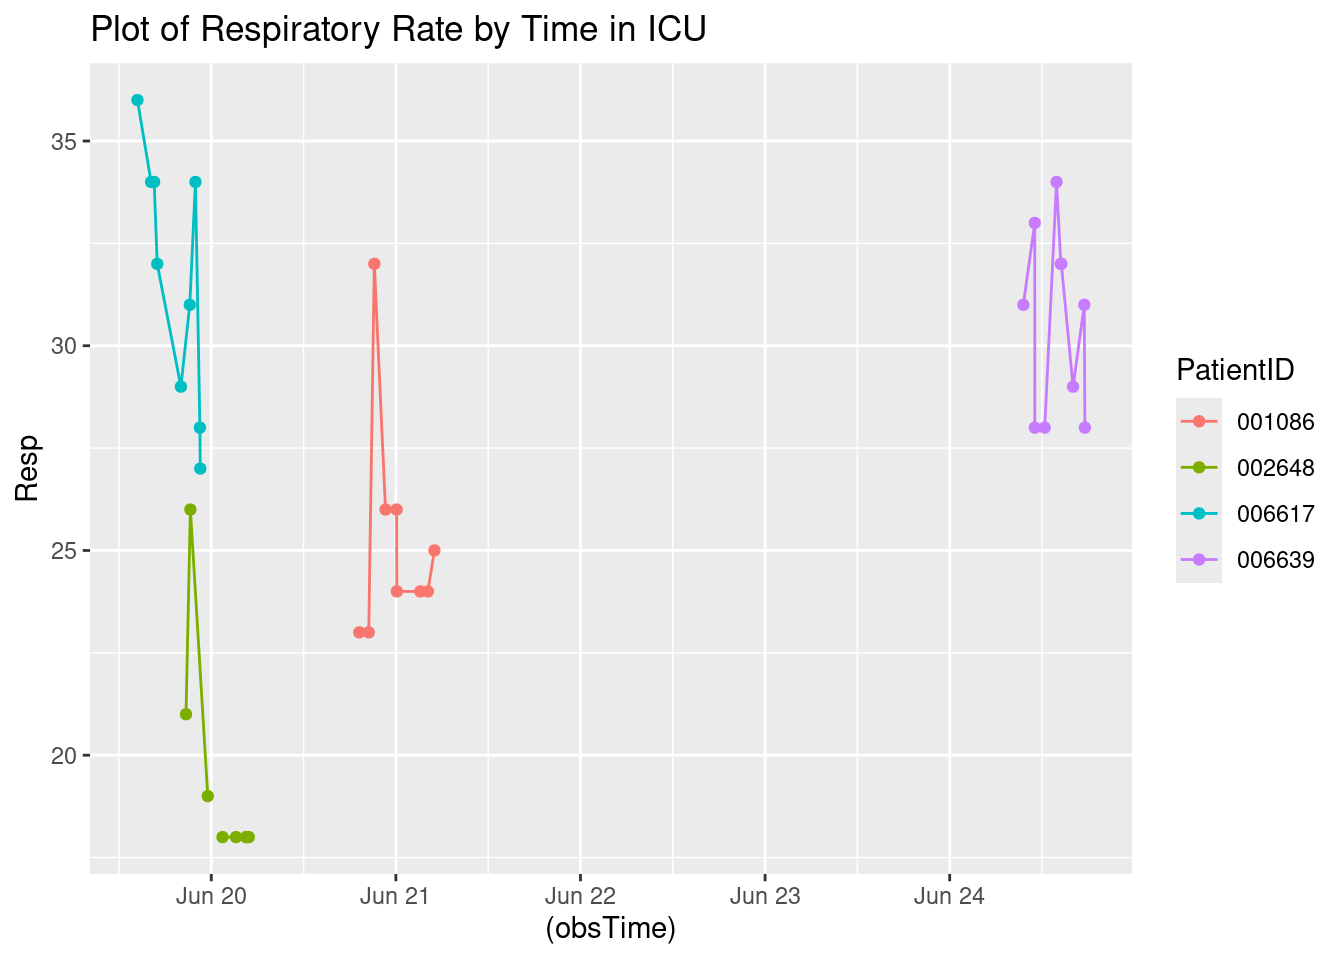 Plot of Respiratory Rate by Time in ICU
35
30
25
20
Resp
Jun 20 Jun 21 Jun 22 Jun 23 Jun 24
(obsTime)
PatientID
001086
002648
006617
006639